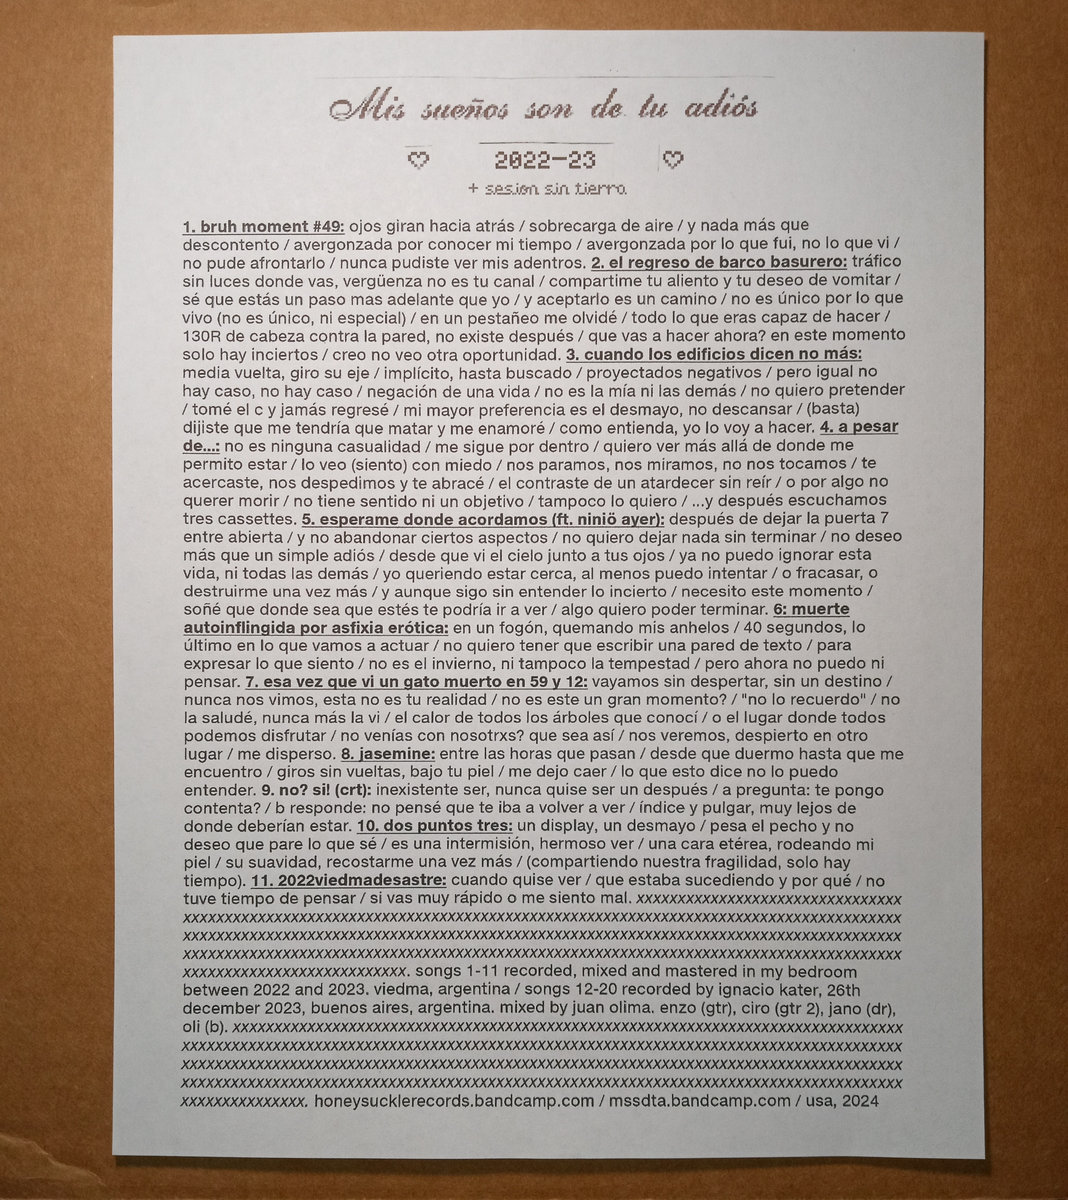 Mis sueños son de tu adiós
♡ 2022-23 ♡
+ sesion sin tierra
1. bruh moment #49: ojos giran hacia atrás / sobrecarga de aire / y nada más que
descontento / avergonzada por conocer mi tiempo / avergonzada por lo que fui, no lo que vi /
no pude afrontarlo / nunca pudiste ver mis adentros. 2. el regreso de barco basurero: tráfico
sin luces donde vas, vergüenza no es tu canal / compartime tu aliento y tu deseo de vomitar /
sé que estás un paso mas adelante que yo / y aceptarlo es un camino / no es único por lo que
vivo (no es único, ni especial) / en un pestañeo me olvidé / todo lo que eras capaz de hacer /
130R de cabeza contra la pared, no existe después / que vas a hacer ahora? en este momento
solo hay inciertos / creo no veo otra oportunidad. 3. cuando los edificios dicen no más:
media vuelta, giro su eje / implícito, hasta buscado / proyectados negativos / pero igual no
hay caso, no hay caso / negación de una vida / no es la mía ni las demás / no quiero pretender
/ tomé el c y jamás regresé / mi mayor preferencia es el desmayo, no descansar / (basta)
dijiste que me tendría que matar y me enamoré / como entienda, yo lo voy a hacer. 4. a pesar
de...: no es ninguna casualidad / me sigue por dentro / quiero ver más allá de donde me
permito estar / lo veo (siento) con miedo / nos paramos, nos miramos, no nos tocamos / te
acercaste, nos despedimos y te abracé / el contraste de un atardecer sin reír / o por algo no
querer morir / no tiene sentido ni un objetivo / tampoco lo quiero / ...y después escuchamos
tres cassettes. 5. esperame donde acordamos (ft. niniö ayer): después de dejar la puerta 7
entre abierta / y no abandonar ciertos aspectos / no quiero dejar nada sin terminar / no deseo
más que un simple adiós / desde que vi el cielo junto a tus ojos / ya no puedo ignorar esta
vida, ni todas las demás / yo queriendo estar cerca, al menos puedo intentar / o fracasar, o
destruirme una vez más / y aunque sigo sin entender lo incierto / necesito este momento /
soñé que donde sea que estés te podría ir a ver / algo quiero poder terminar. 6: muerte
autoinflingida por asfixia erótica: en un fogón, quemando mis anhelos / 40 segundos, lo
último en lo que vamos a actuar / no quiero tener que escribir una pared de texto / para
expresar lo que siento / no es el invierno, ni tampoco la tempestad / pero ahora no puedo ni
pensar. 7. esa vez que vi un gato muerto en 59 y 12: vayamos sin despertar, sin un destino /
nunca nos vimos, esta no es tu realidad / no es este un gran momento? / "no lo recuerdo" / no
la saludé, nunca más la vi / el calor de todos los árboles que conocí / o el lugar donde todos
podemos disfrutar / no venías con nosotrxs? que sea así / nos veremos, despierto en otro
lugar / me disperso. 8. jasemine: entre las horas que pasan / desde que duermo hasta que me
encuentro / giros sin vueltas, bajo tu piel / me dejo caer / lo que esto dice no lo puedo
entender. 9. no? si! (crt): inexistente ser, nunca quise ser un después / a pregunta: te pongo
contenta? / b responde: no pensé que te iba a volver a ver / índice y pulgar, muy lejos de
donde deberían estar. 10. dos puntos tres: un display, un desmayo / pesa el pecho y no
deseo que pare lo que sé / es una intermisión, hermoso ver / una cara etérea, rodeando mi
piel / su suavidad, recostarme una vez más / (compartiendo nuestra fragilidad, solo hay
tiempo). 11. 2022viedmadesastre: cuando quise ver / que estaba sucediendo y por qué / no
tuve tiempo de pensar / si vas muy rápido o me siento mal. xxxxxxxxxxxxxxxxxxxxxxxxxxxxxxxx
xxxxxxxxxxxxxxxxxxxxxxxxxxxxxxxxxxxxxxxxxxxxxxxxxxxxxxxxxxxxxxxxxxxxxxxxxxxxxxxxxxxxxxx
xxxxxxxxxxxxxxxxxxxxxxxxxxxxxxxxxxxxxxxxxxxxxxxxxxxxxxxxxxxxxxxxxxxxxxxxxxxxxxxxxxxxxxx
xxxxxxxxxxxxxxxxxxxxxxxxxxxxxxxxxxxxxxxxxxxxxxxxxxxxxxxxxxxxxxxxxxxxxxxxxxxxxxxxxxxxxxx
xxxxxxxxxxxxxxxxxxxxxxxxxxx. songs 1-11 recorded, mixed and mastered in my bedroom
between 2022 and 2023. viedma, argentina / songs 12-20 recorded by ignacio kater, 26th
december 2023, buenos aires, argentina. mixed by juan olima. enzo (gtr), ciro (gtr 2), jano (dr),
oli (b). xxxxxxxxxxxxxxxxxxxxxxxxxxxxxxxxxxxxxxxxxxxxxxxxxxxxxxxxxxxxxxxxxxxxxxxxxxxxxxxxx
xxxxxxxxxxxxxxxxxxxxxxxxxxxxxxxxxxxxxxxxxxxxxxxxxxxxxxxxxxxxxxxxxxxxxxxxxxxxxxxxxxxxxxx
xxxxxxxxxxxxxxxxxxxxxxxxxxxxxxxxxxxxxxxxxxxxxxxxxxxxxxxxxxxxxxxxxxxxxxxxxxxxxxxxxxxxxxx
xxxxxxxxxxxxxxxxxxxxxxxxxxxxxxxxxxxxxxxxxxxxxxxxxxxxxxxxxxxxxxxxxxxxxxxxxxxxxxxxxxxxxxx
xxxxxxxxxxxxxxx. honeysucklerecords.bandcamp.com / mssdta.bandcamp.com / usa, 2024